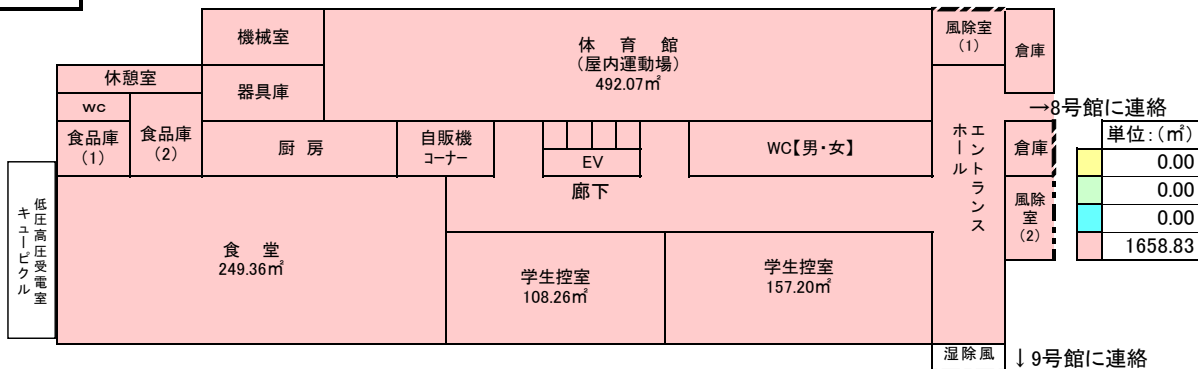 機械室
体 育 館
(屋内運動場)
492.07㎡
風除室
(1)
倉庫
休憩室
器具庫
wc
→8号館に連絡
食品庫
(1)
食品庫
(2)
厨 房
自販機
コーナー
EV
WC【男・女】
エントランス
ホール
倉庫
単位:(㎡)
0.00
0.00
0.00
1658.83
廊下
風除
室
(2)
低圧高圧受電室
キュービクル
食 堂
249.36㎡
学生控室
108.26㎡
学生控室
157.20㎡
湿除風
↓9号館に連絡